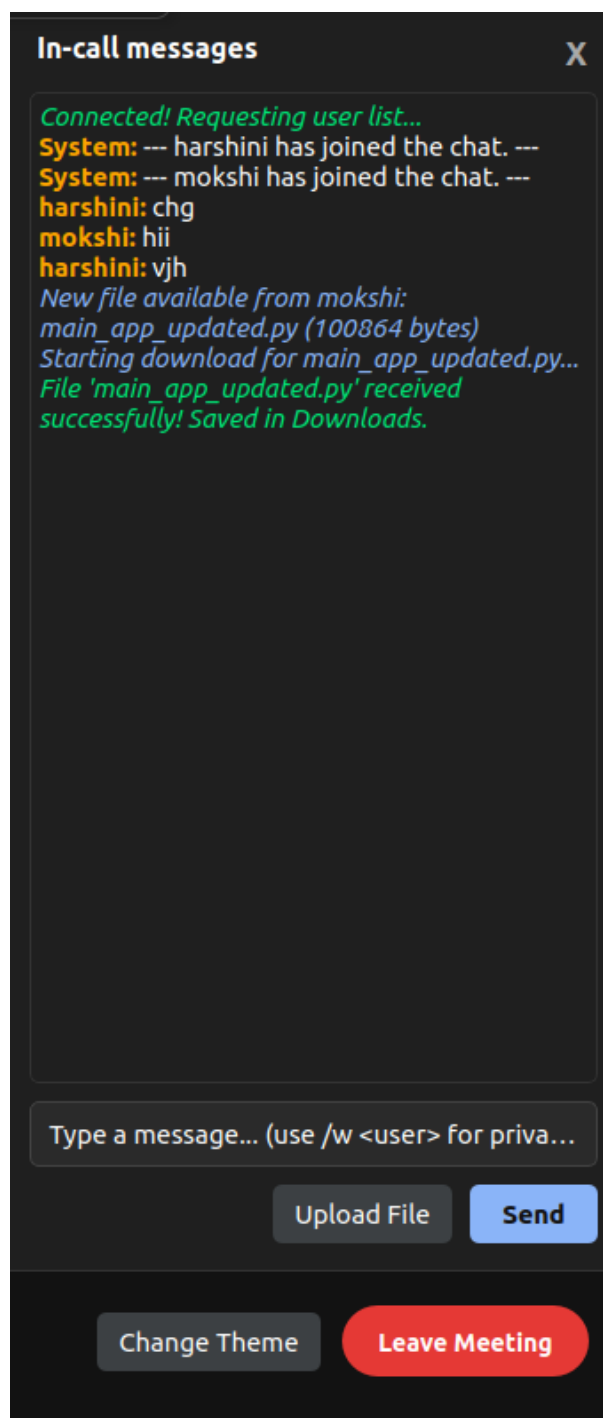 In-call messages
X
Connected! Requesting user list...
System: --- harshini has joined the chat. ---
System: --- mokshi has joined the chat. ---
harshini: chg
mokshi: hii
harshini: vjh
New file available from mokshi:
main_app_updated.py (100864 bytes)
Starting download for main_app_updated.py...
File 'main_app_updated.py' received
successfully! Saved in Downloads.
Type a message... (use /w <user> for priva...
Upload File
Send
Change Theme
Leave Meeting